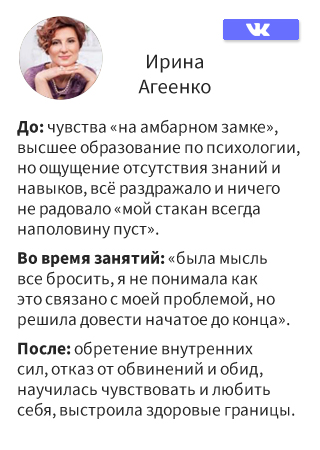 Ирина
Агеенко
До: чувства «на амбарном замке»,
высшее образование по психологии,
но ощущение отсутствия знаний и
навыков, всё раздражало и ничего
не радовало «мой стакан всегда
наполовину пуст».
Во время занятий: «была мысль
все бросить, я не понимала как
это связано с моей проблемой, но
решила довести начатое до конца».
После: обретение внутренних
сил, отказ от обвинений и обид,
научилась чувствовать и любить
себя, выстроила здоровые границы.